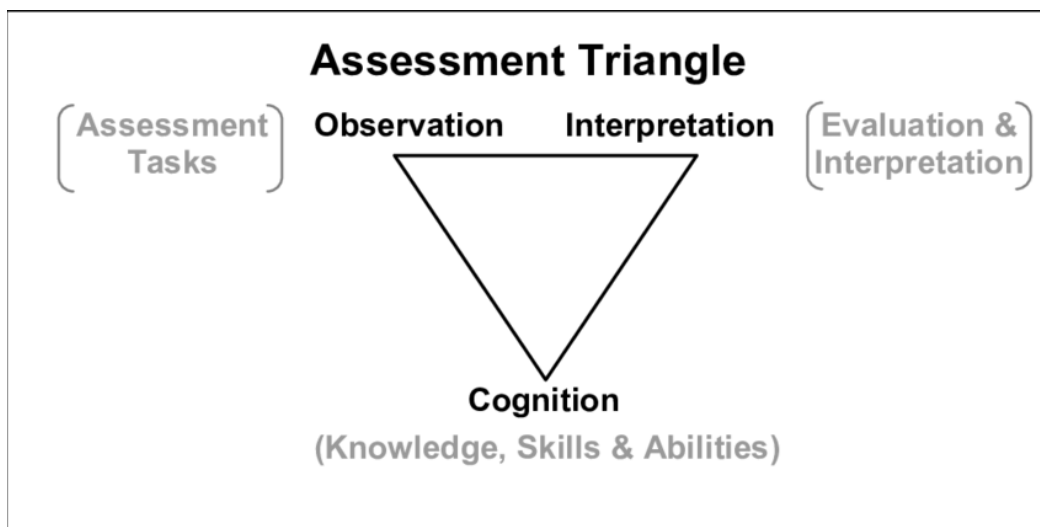 Assessment Triangle
Assessment
Tasks
Observation
Interpretation
Evaluation &
Interpretation
Cognition
(Knowledge, Skills & Abilities)